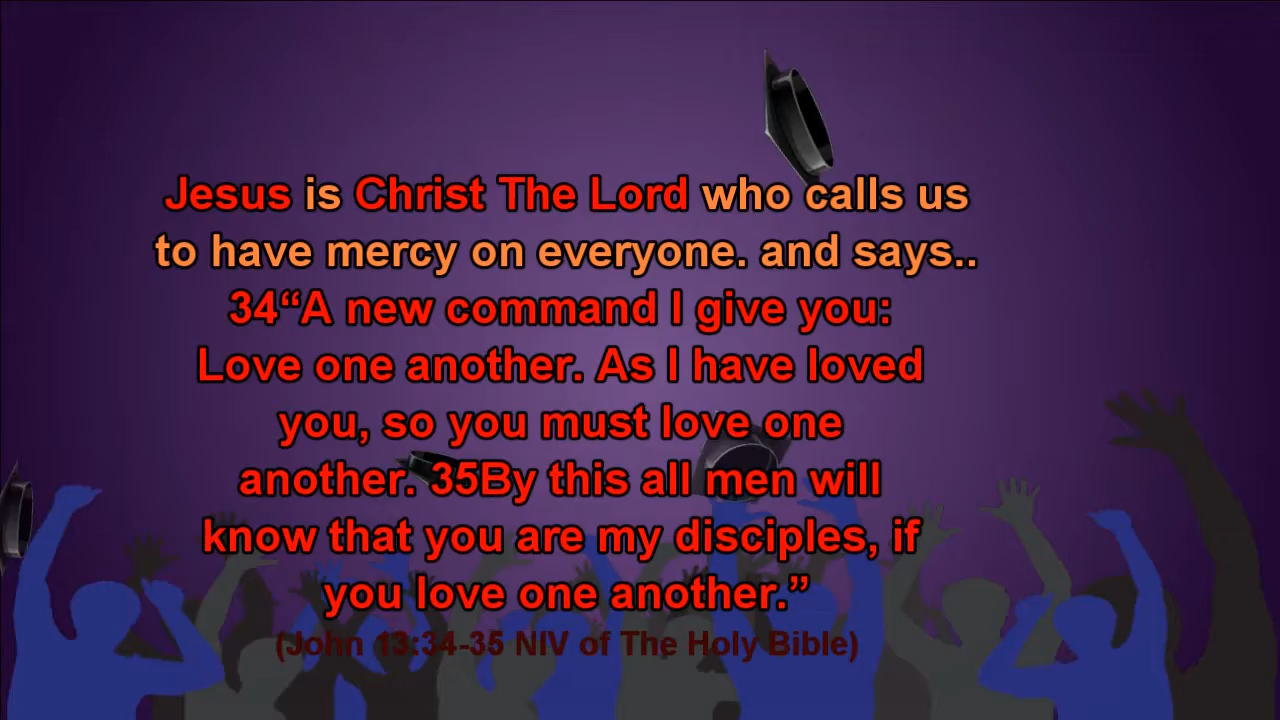 Jesus is Christ The Lord who calls us
to have mercy on everyone. and says..
34“A new command I give you:
Love one another. As I have loved
you, so you must love one
another. 35By this all men will
know that you are my disciples, if
you love one another.”
(John 13:34-35 NIV of The Holy Bible)